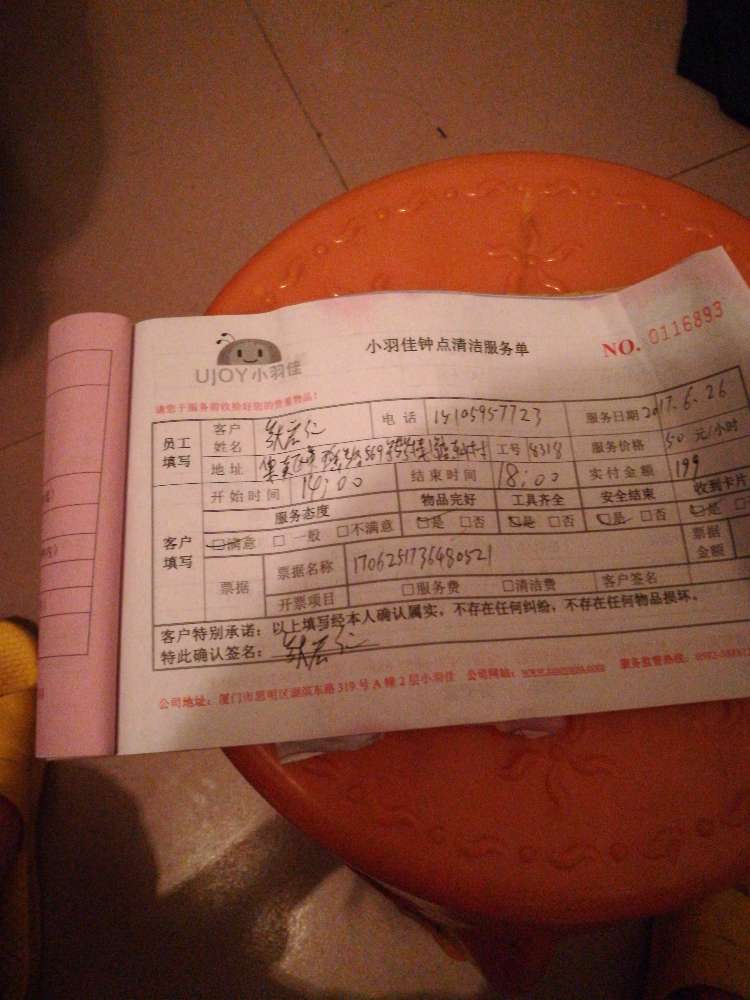 UJOY小羽佳
小羽佳钟点清洁服务单
NO. 0116893
请您于服务前收给好您的贵重物品！
员工填写 客户姓名 电话 14105957723 服务日期 2017.6.26
地址 工号 8318 服务价格 50 元/小时
开始时间 14:00 结束时间 18:00 实付金额 199
客户填写 服务态度 物品完好 工具齐全 安全结束 收到卡片
□满意 □一般 □不满意 □是 □否 □是 □否 □是 □否 □是
票据 票据名称 1706251736480521 票据金额
开票项目 □服务费 □清洁费 客户签名
客户特别承诺：以上填写经本人确认属实，不存在任何纠纷，不存在任何物品损坏。
特此确认签名：
公司地址：厦门市思明区湖滨东路319号A幢2层小羽佳 公司网站： 服务监督热线：